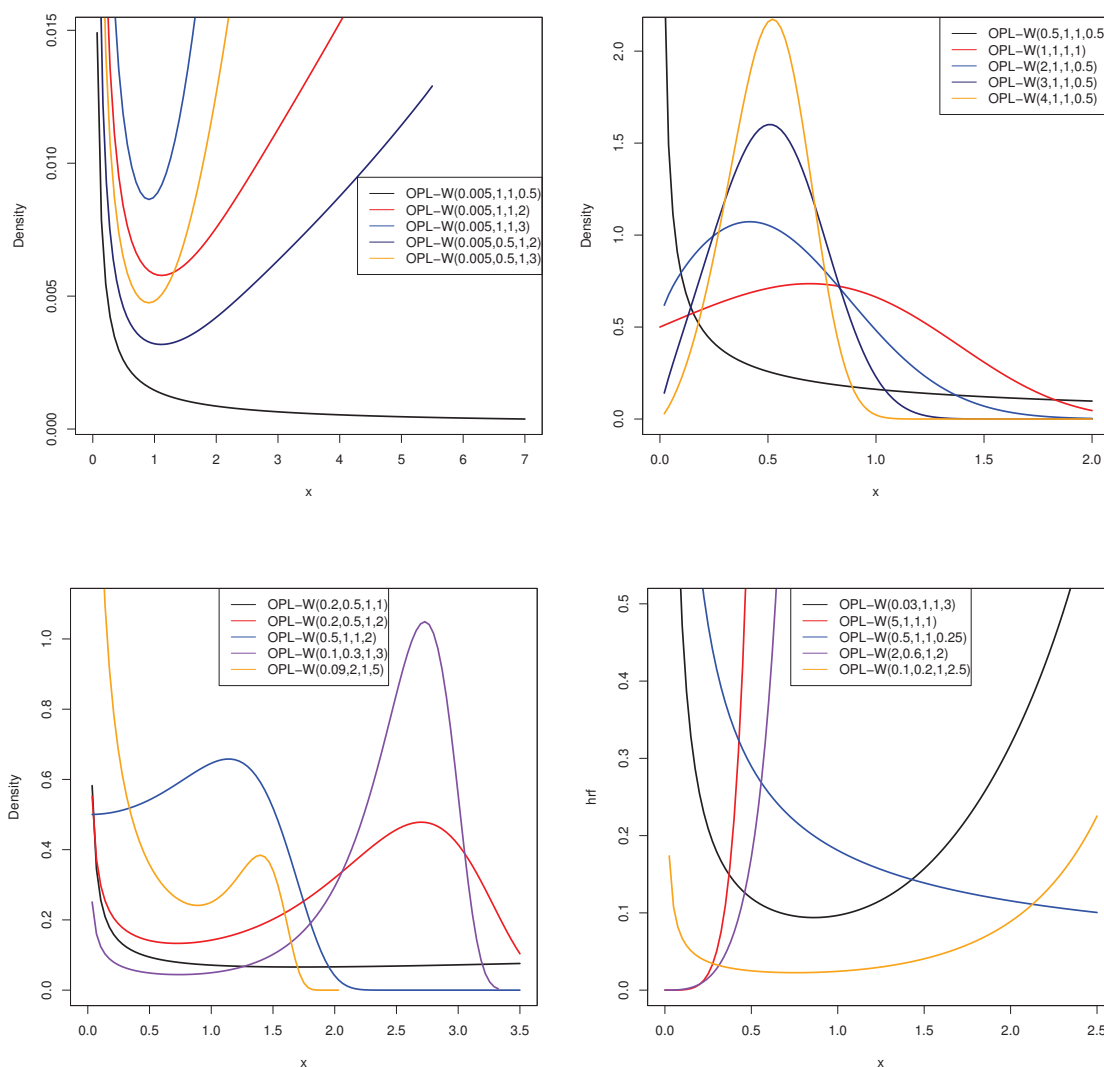 0.000
0.005
0.010
0.015
Density
0 1 2 3 4 5 6 7
x
OPL−W(0.005,1,1,0.5)
OPL−W(0.005,1,1,2)
OPL−W(0.005,1,1,3)
OPL−W(0.005,0.5,1,2)
OPL−W(0.005,0.5,1,3)
0.0
0.5
1.0
1.5
2.0
Density
0.0 0.5 1.0 1.5 2.0
x
OPL−W(0.5,1,1,0.5
OPL−W(1,1,1,1)
OPL−W(2,1,1,0.5)
OPL−W(3,1,1,0.5)
OPL−W(4,1,1,0.5)
0.0
0.2
0.4
0.6
0.8
1.0
Density
0.0 0.5 1.0 1.5 2.0 2.5 3.0 3.5
x
OPL−W(0.2,0.5,1,1)
OPL−W(0.2,0.5,1,2)
OPL−W(0.5,1,1,2)
OPL−W(0.1,0.3,1,3)
OPL−W(0.09,2,1,5)
0.0
0.1
0.2
0.3
0.4
0.5
hrf
0.0 0.5 1.0 1.5 2.0 2.5
x
OPL−W(0.03,1,1,3)
OPL−W(5,1,1,1)
OPL−W(0.5,1,1,0.25)
OPL−W(2,0.6,1,2)
OPL−W(0.1,0.2,1,2.5)